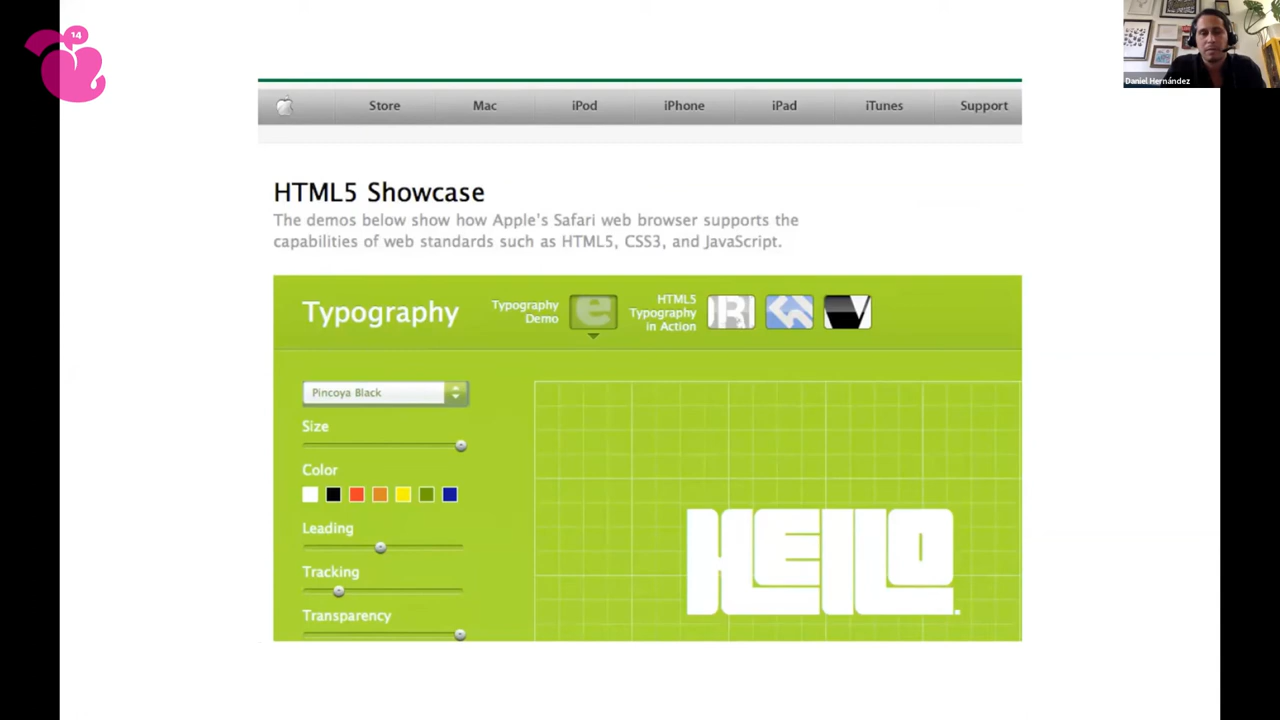 14
Daniel Hernández
Store Mac iPod iPhone iPad iTunes Support
HTML5 Showcase
The demos below show how Apple's Safari web browser supports the
capabilities of web standards such as HTML5, CSS3, and JavaScript.
Typography
Typography
Demo
e
HTML5
Typography
in Action
R
Pincoya Black
Size
Color
Leading
Tracking
Transparency
HELLO.